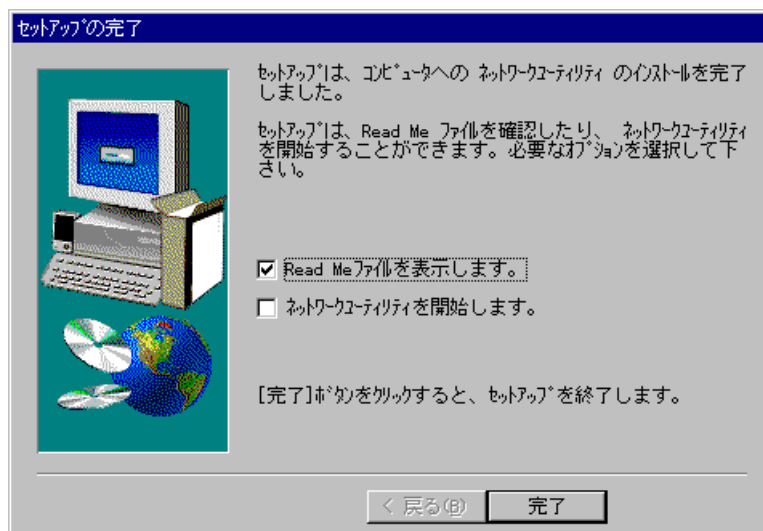 ｾｯﾄｱｯﾌﾟの完了
ｾｯﾄｱｯﾌﾟは、ｺﾝﾋﾟｭｰﾀへの ﾈｯﾄﾜｰｸﾕｰﾃｨﾘﾃｨ のｲﾝｽﾄｰﾙを完了
しました。
ｾｯﾄｱｯﾌﾟは、Read Me ﾌｧｲﾙを確認したり、 ﾈｯﾄﾜｰｸﾕｰﾃｨﾘﾃｨ
を開始することができます。必要なｵﾌﾟｼｮﾝを選択して下
さい。
Read Meﾌｧｲﾙを表示します。
ﾈｯﾄﾜｰｸﾕｰﾃｨﾘﾃｨを開始します。
[完了]ﾎﾞﾀﾝをｸﾘｯｸすると、ｾｯﾄｱｯﾌﾟを終了します。
< 戻る(B)
完了